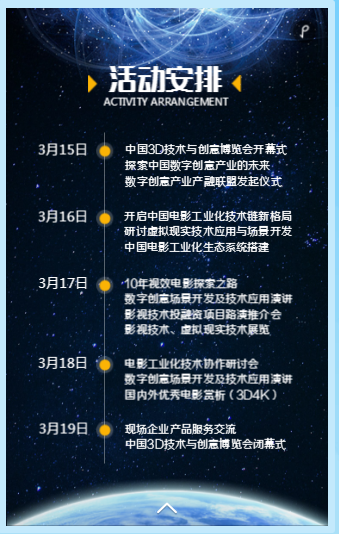 活动安排
ACTIVITY ARRANGEMENT
3月15日
中国3D技术与创意博览会开幕式
探索中国数字创意产业的未来
数字创意产业产融联盟发起仪式
3月16日
开启中国电影工业化技术链新格局
研讨虚拟现实技术应用与场景开发
中国电影工业化生态系统搭建
3月17日
10年视效电影探索之路
数字创意场景开发及技术应用演讲
影视技术投融资项目路演推介会
影视技术、虚拟现实技术展览
3月18日
电影工业化技术协作研讨会
数字创意场景开发及技术应用演讲
国内外优秀电影赏析（3D4K）
3月19日
现场企业产品服务交流
中国3D技术与创意博览会闭幕式